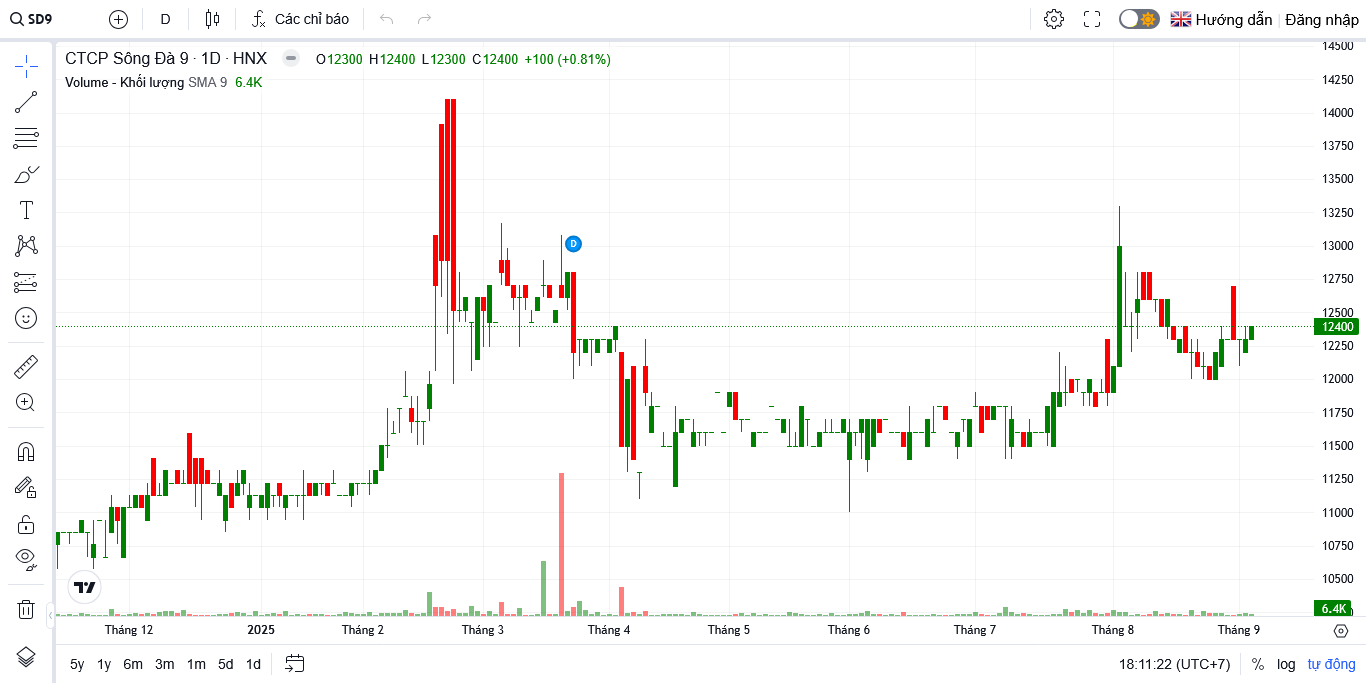 SD9 D Các chỉ báo Hướng dẫn Đăng nhập
CTCP Sông Đà 9 · 1D · HNX O12300 H12400 L12300 C12400 +100 (+0.81%)
Volume - Khối lượng SMA 9 6.4K
D
14500
14250
14000
13750
13500
13250
13000
12750
12500
12400
12250
12000
11750
11500
11250
11000
10750
10500
6.4K
Tháng 12 2025 Tháng 2 Tháng 3 Tháng 4 Tháng 5 Tháng 6 Tháng 7 Tháng 8 Tháng 9
5y 1y 6m 3m 1m 5d 1d 18:11:22 (UTC+7) % log tự động